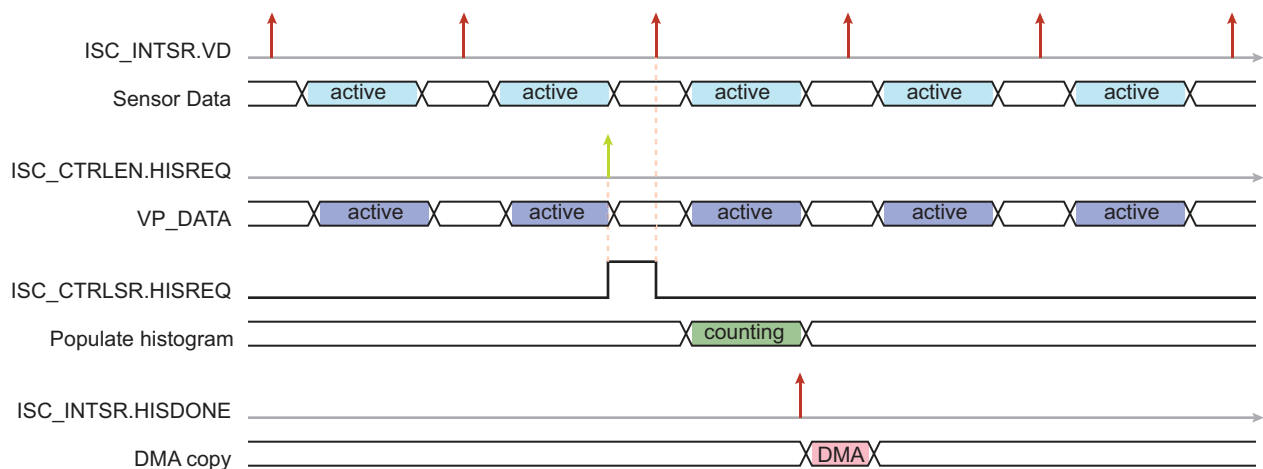 ISC_INTSR.VD
Sensor Data active active active active active
ISC_CTRLEN.HISREQ
VP_DATA active active active active active
ISC_CTRLSR.HISREQ
Populate histogram counting
ISC_INTSR.HISDONE
DMA copy DMA